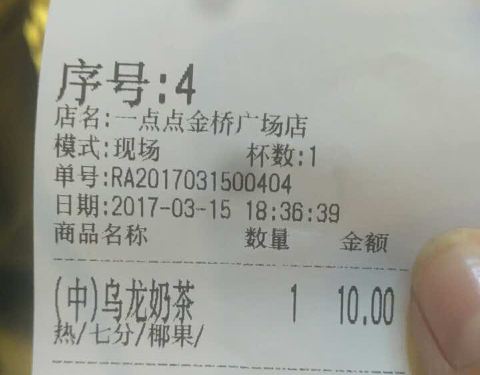 序号:4
店名:一点点金桥广场店
模式:现场 杯数:1
单号:RA2017031500404
日期:2017-03-15 18:36:39
商品名称 数量 金额
(中)乌龙奶茶 1 10.00
热/七分/椰果/